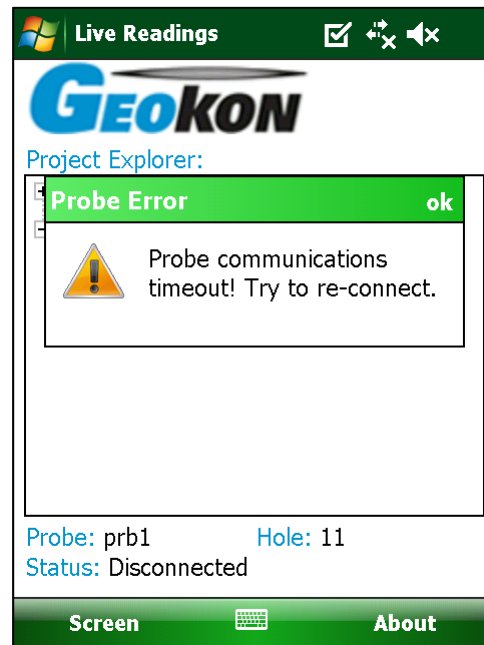 Live Readings
GEOKON
Project Explorer:
Probe Error ok
Probe communications
timeout! Try to re-connect.
Probe: prb1 Hole: 11
Status: Disconnected
Screen About